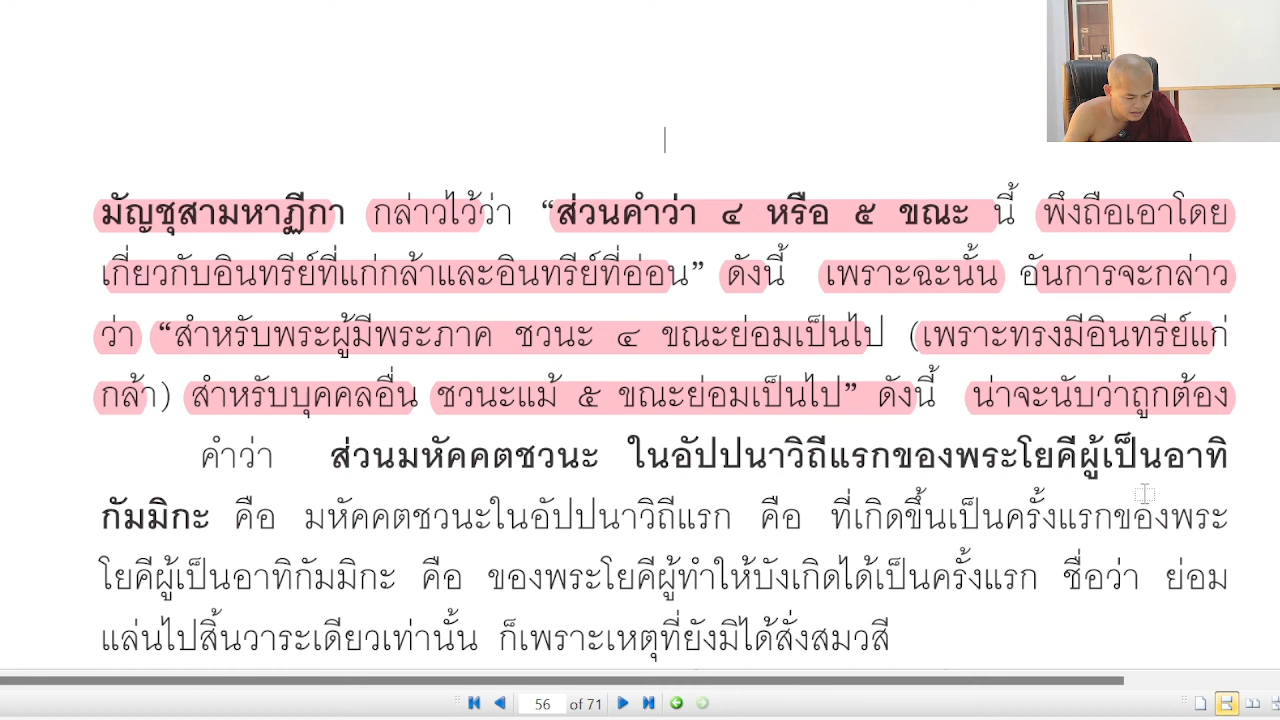 มัญชุสามหาฏีกา กล่าวไว้ว่า “ส่วนคำว่า ๔ หรือ ๕ ขณะ นี้ พึงถือเอาโดย
เกี่ยวกับอินทรีย์ที่แก่กล้าและอินทรีย์ที่อ่อน” ดังนี้ เพราะฉะนั้น อันการจะกล่าว
ว่า “สำหรับพระผู้มีพระภาค ชวนะ ๔ ขณะย่อมเป็นไป (เพราะทรงมีอินทรีย์แก่
กล้า) สำหรับบุคคลอื่น ชวนะแม้ ๕ ขณะย่อมเป็นไป” ดังนี้ น่าจะนับว่าถูกต้อง
คำว่า ส่วนมหัคคตชวนะ ในอัปปนาวิถีแรกของพระโยคีผู้เป็นอาทิ
กัมมิกะ คือ มหัคคตชวนะในอัปปนาวิถีแรก คือ ที่เกิดขึ้นเป็นครั้งแรกของพระ
โยคีผู้เป็นอาทิกัมมิกะ คือ ของพระโยคีผู้ทำให้บังเกิดได้เป็นครั้งแรก ชื่อว่า ย่อม
แล่นไปสิ้นวาระเดียวเท่านั้น ก็เพราะเหตุที่ยังมิได้สั่งสมวสี
56 of 71